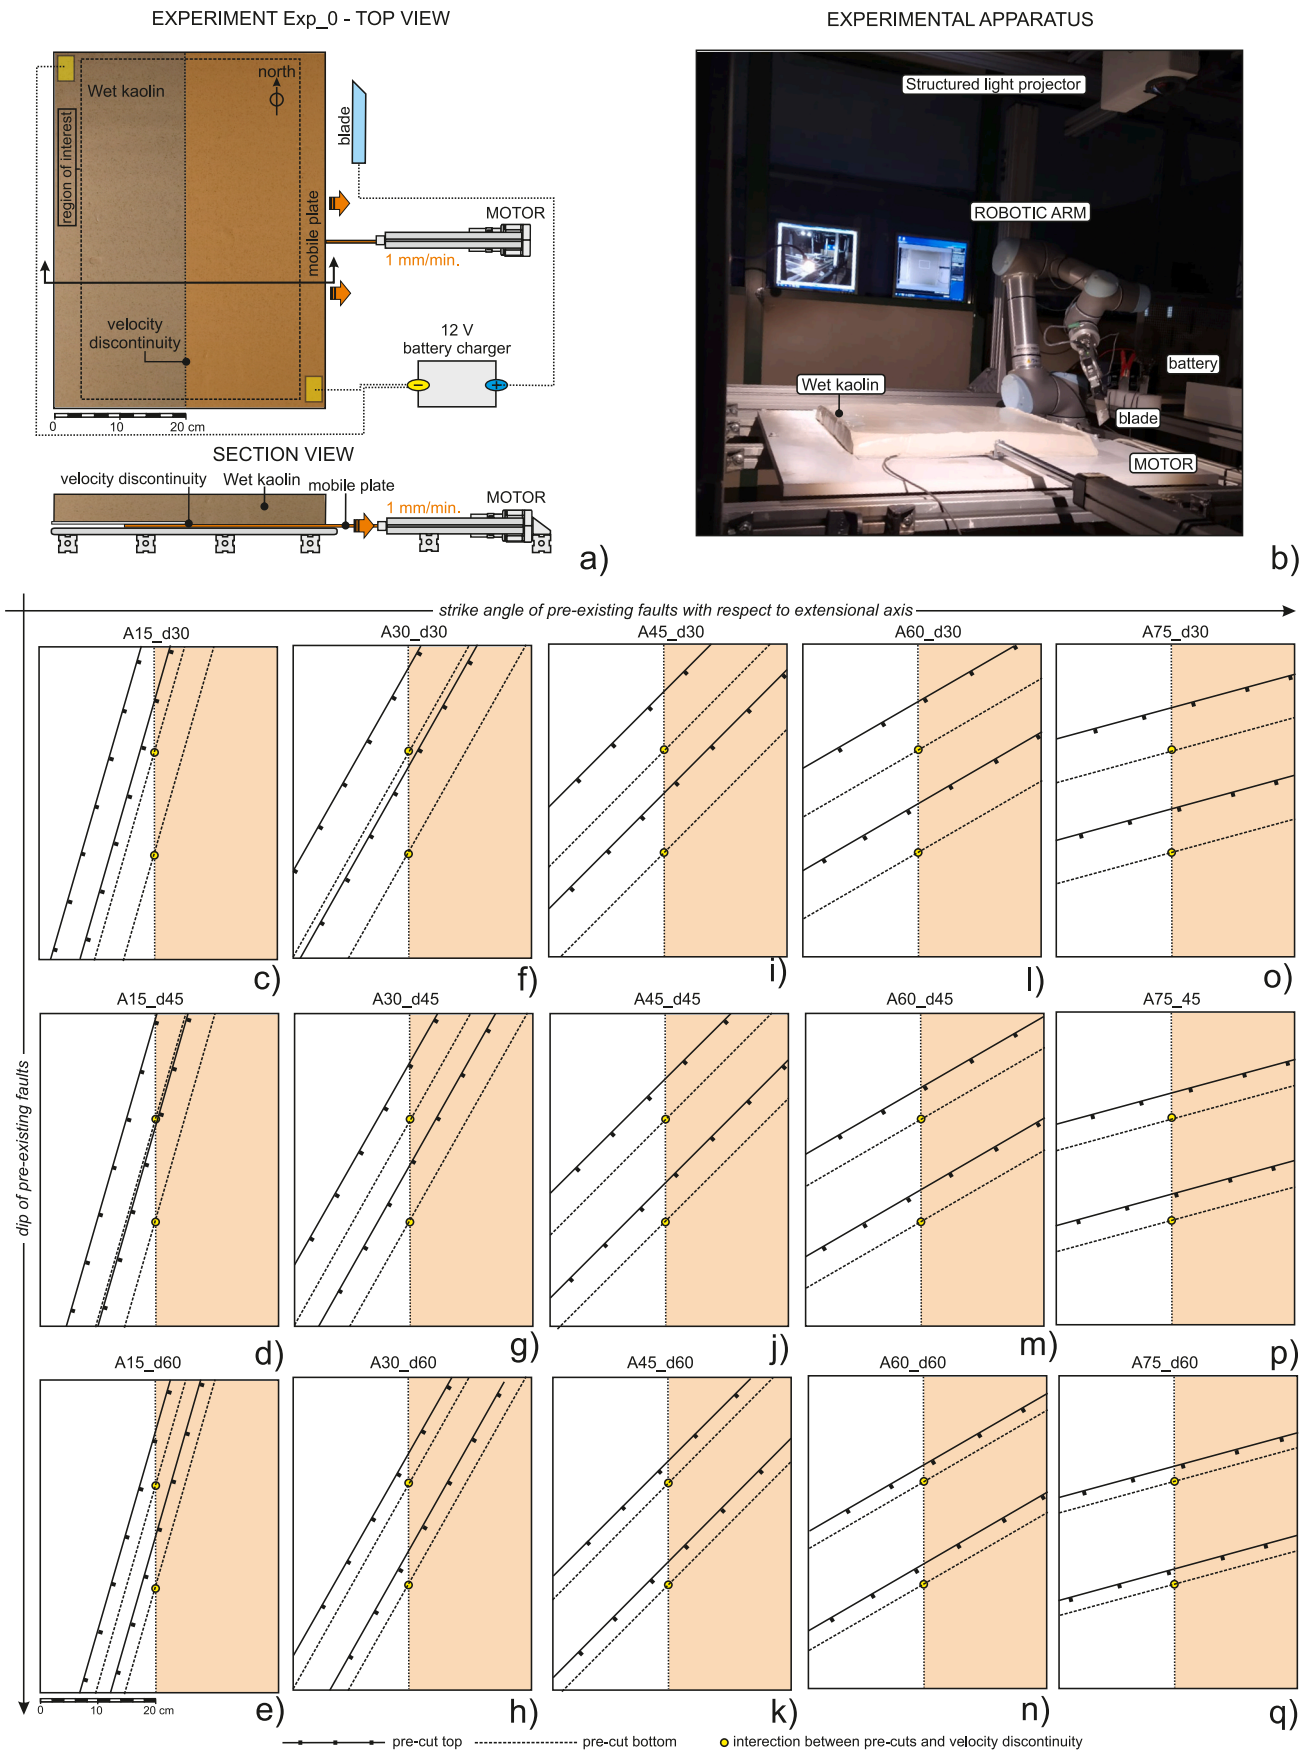 EXPERIMENT Exp_0 - TOP VIEW
EXPERIMENTAL APPARATUS
Wet kaolin
north
region of interest
blade
mobile plate
MOTOR
1 mm/min.
velocity
discontinuity
12 V
battery charger
0 10 20 cm
SECTION VIEW
velocity discontinuity
Wet kaolin
mobile plate
1 mm/min.
MOTOR
a)
Structured light projector
ROBOTIC ARM
Wet kaolin
battery
blade
MOTOR
b)
strike angle of pre-existing faults with respect to extensional axis
dip of pre-existing faults
A15_d30
A30_d30
A45_d30
A60_d30
A75_d30
c)
f)
i)
l)
o)
A15_d45
A30_d45
A45_d45
A60_d45
A75_45
d)
g)
j)
m)
p)
A15_d60
A30_d60
A45_d60
A60_d60
A75_d60
0 10 20 cm
e)
h)
k)
n)
q)
pre-cut top
pre-cut bottom
interection between pre-cuts and velocity discontinuity